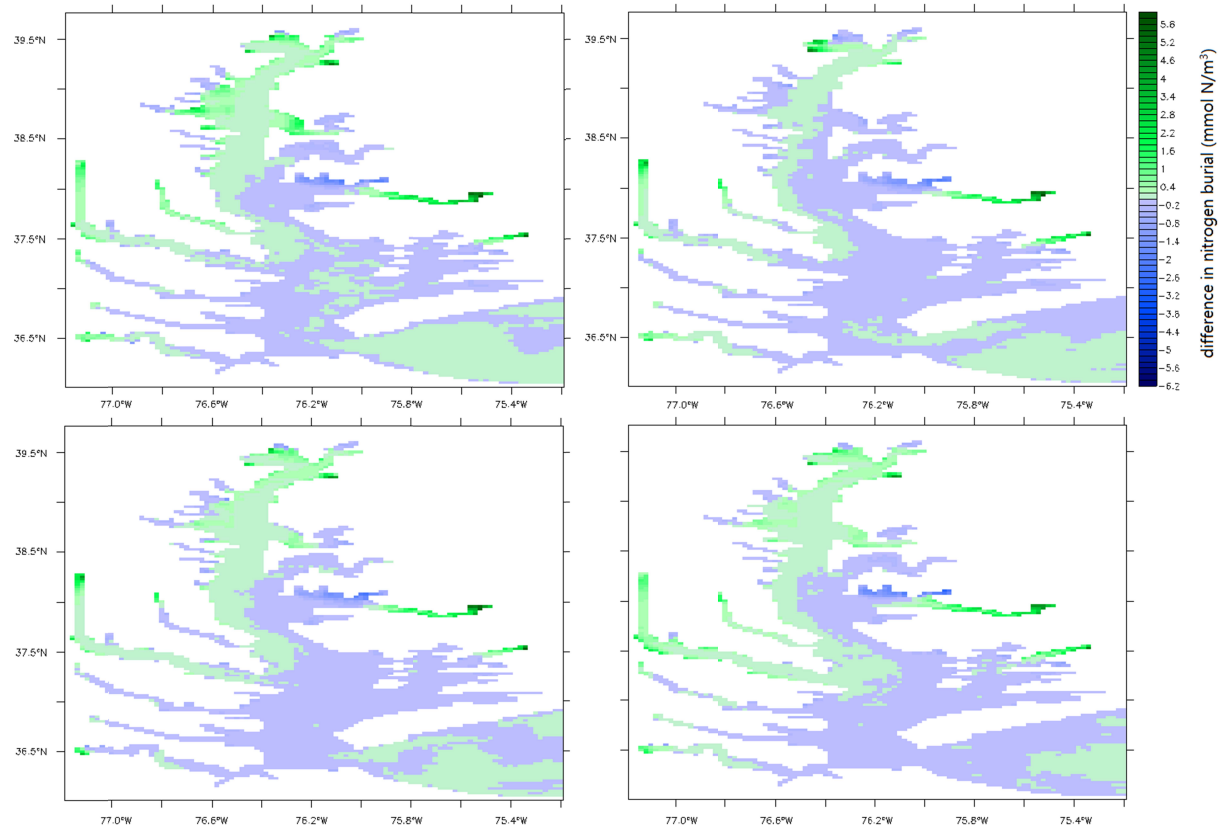 39.5°N
38.5°N
37.5°N
36.5°N
77.0°W 76.6°W 76.2°W 75.8°W 75.4°W
39.5°N
38.5°N
37.5°N
36.5°N
77.0°W 76.6°W 76.2°W 75.8°W 75.4°W
5.8
5.2
4.6
4
3.4
2.8
2.2
1.6
1
0.4
-0.2
-0.8
-1.4
-2
-2.6
-3.2
-3.8
-4.4
-5
-5.6
-6.2
difference in nitrogen burial (mmol N/m³)
39.5°N
38.5°N
37.5°N
36.5°N
77.0°W 76.6°W 76.2°W 75.8°W 75.4°W
39.5°N
38.5°N
37.5°N
36.5°N
77.0°W 76.6°W 76.2°W 75.8°W 75.4°W